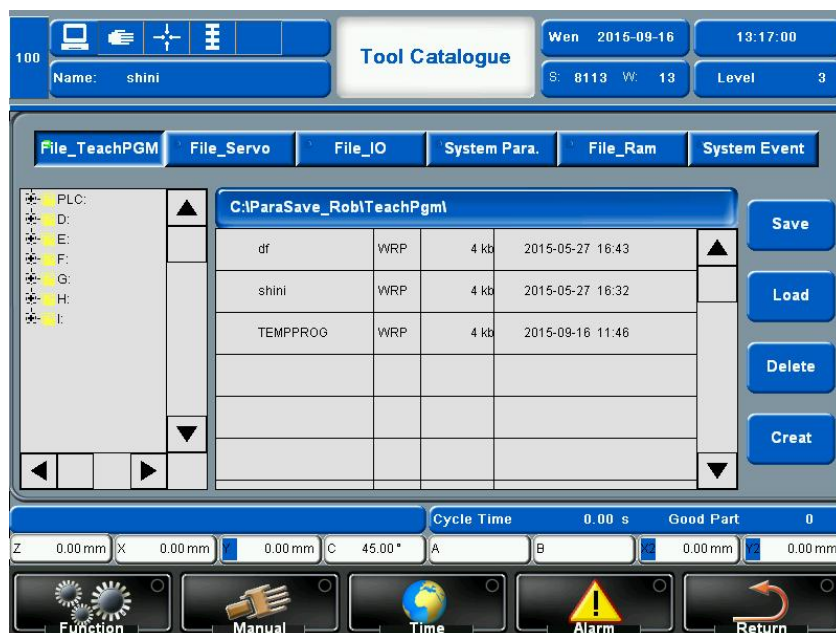 100
Name: shini
Tool Catalogue
Wen 2015-09-16
13:17:00
S: 8113 W: 13
Level 3
File_TeachPGM
File_Servo
File_IO
System Para.
File_Ram
System Event
PLC:
D:
E:
F:
G:
H:
I:
C:\ParaSave_Rob\TeachPgm\
df WRP 4 kb 2015-05-27 16:43
shini WRP 4 kb 2015-05-27 16:32
TEMPPROG WRP 4 kb 2015-09-16 11:46
Save
Load
Delete
Creat
Cycle Time 0.00 s Good Part 0
Z 0.00 mm X 0.00 mm Y 0.00 mm C 45.00 ° A B X2 0.00 mm Y2 0.00 mm
Function
Manual
Time
Alarm
Return